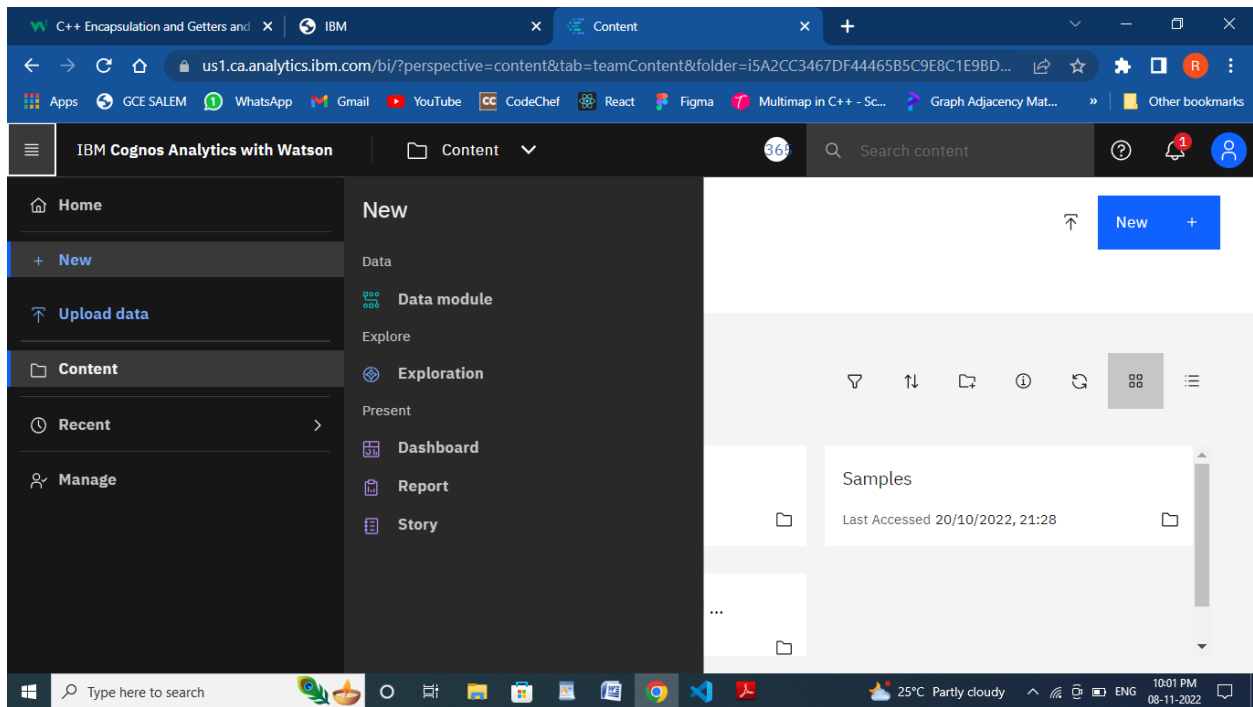 C++ Encapsulation and Getters and
IBM
Content
us1.ca.analytics.ibm.com/bi/?perspective=content&tab=teamContent&folder=i5A2CC3467DF44465B5C9E8C1E9BD...
R
Apps GCE SALEM WhatsApp Gmail YouTube CodeChef React Figma Multimap in C++ - Sc... Graph Adjacency Mat... » Other bookmarks
IBM Cognos Analytics with Watson
Content
365
Search content
1
Home
New
Upload data
Content
Recent
Manage
New
Data
Data module
Explore
Exploration
Present
Dashboard
Report
Story
New +
Samples
Last Accessed 20/10/2022, 21:28
...
Type here to search
25°C Partly cloudy
ENG
10:01 PM
08-11-2022